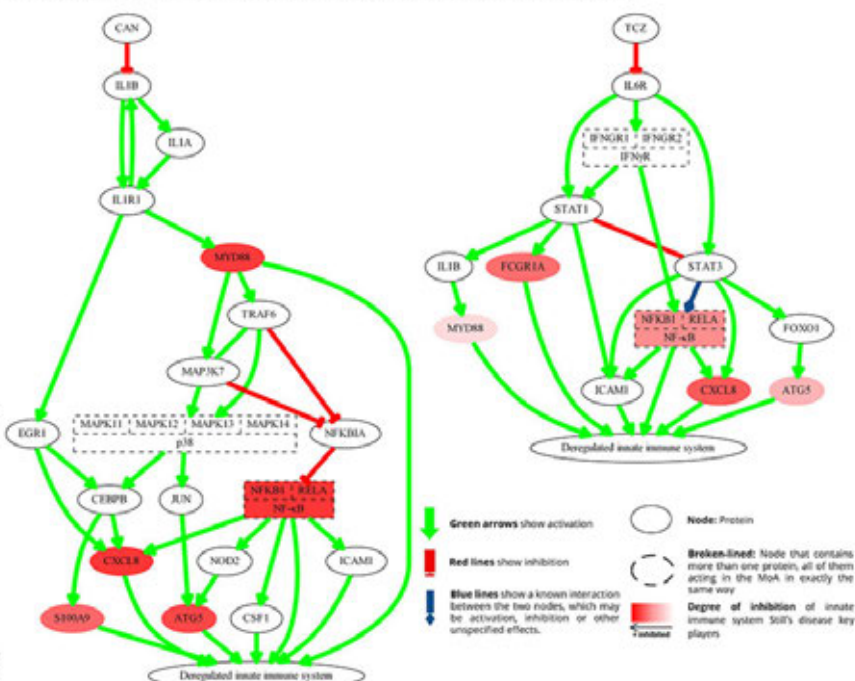 CAN
IL1B
IL1A
IL1R1
MYD88
TRAF6
MAP3K7
MAPK11 MAPK12 MAPK13 MAPK14
p38
EGR1
NFKBIA
CEBPB
JUN
NFKB1 RELA
NF-κB
CXCL8
NOD2
ICAM1
S100A9
ATG5
CSF1
Deregulated innate immune system
TCZ
IL6R
IFNGR1 IFNGR2
IFNγR
STAT1
IL1B
FCGR1A
STAT3
MYD88
NFKB1 RELA
NF-κB
FOXO1
ICAM1
CXCL8
ATG5
Deregulated innate immune system
Green arrows show activation
Red lines show inhibition
Blue lines show a known interaction
between the two nodes, which may
be activation, inhibition or other
unspecified effects.
Node: Protein
Broken-lined: Node that contains
more than one protein, all of them
acting in the MoA in exactly the
same way
Degree of inhibition of innate
immune system Still's disease key
players
+ inhibited